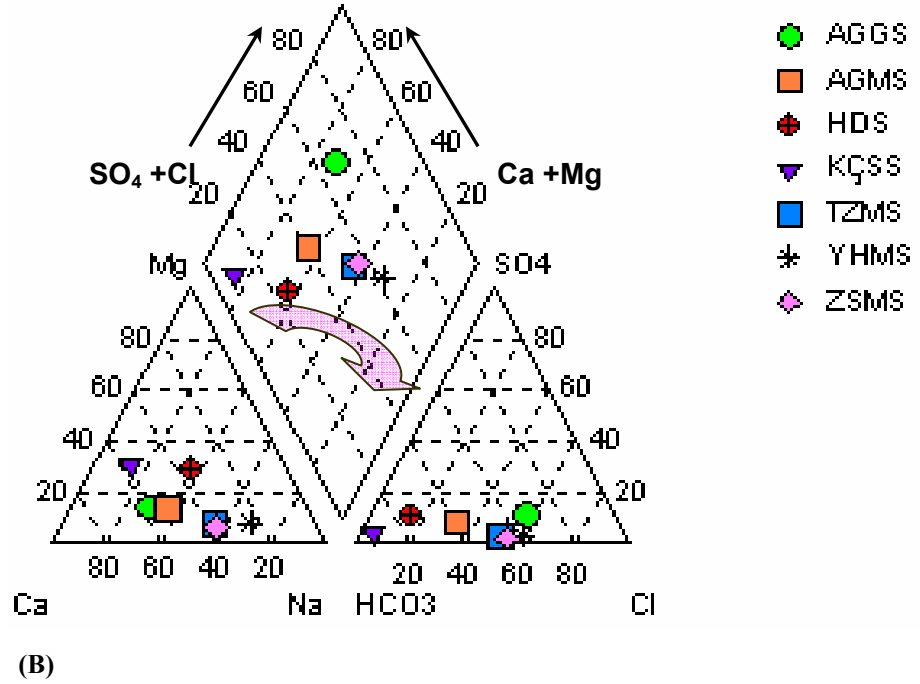 80 80
60 60
40 40
SO₄ +Cl Ca +Mg
20 20
Mg SO4
80 80
60 60
40 40
20 20
80 60 40 20 20 40 60 80
Ca Na HCO3 Cl
AGGS
AGMS
HDS
KÇSS
TZMS
YHMS
ZSMS
(B)